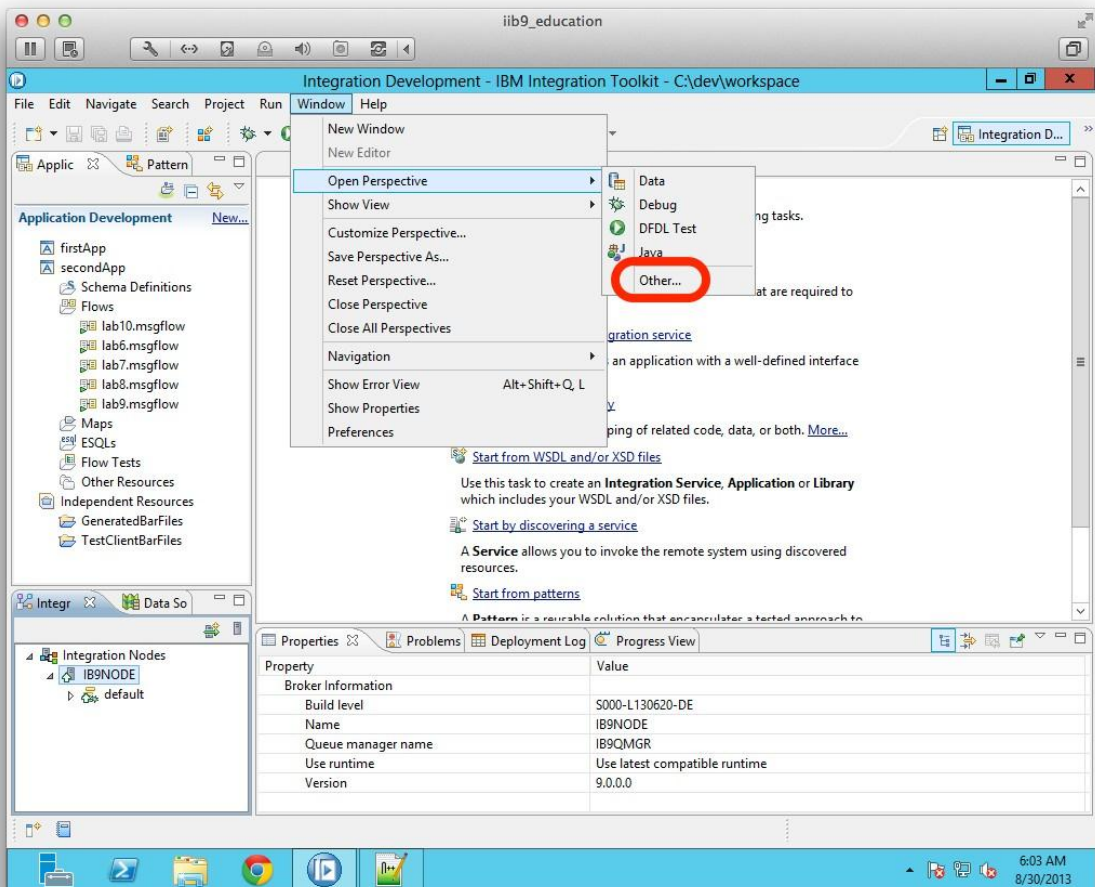 iib9_education
Integration Development - IBM Integration Toolkit - C:\dev\workspace
File Edit Navigate Search Project Run Window Help
Integration D...
Applic
Pattern
Application Development New...
firstApp
secondApp
Schema Definitions
Flows
lab10.msgflow
lab6.msgflow
lab7.msgflow
lab8.msgflow
lab9.msgflow
Maps
ESQLs
Flow Tests
Other Resources
Independent Resources
GeneratedBarFiles
TestClientBarFiles
New Window
New Editor
Open Perspective
Show View
Customize Perspective...
Save Perspective As...
Reset Perspective...
Close Perspective
Close All Perspectives
Navigation
Show Error View Alt+Shift+Q, L
Show Properties
Preferences
Data
Debug
DFDL Test
Java
Other...
ng tasks.
at are required to
gration service
an application with a well-defined interface
y
ping of related code, data, or both. More...
Start from WSDL and/or XSD files
Use this task to create an Integration Service, Application or Library
which includes your WSDL and/or XSD files.
Start by discovering a service
A Service allows you to invoke the remote system using discovered
resources.
Start from patterns
A Pattern is a reusable solution that encapsulates a tested approach to
Integr
Data So
Integration Nodes
IB9NODE
default
Properties Problems Deployment Log Progress View
Property Value
Broker Information
Build level S000-L130620-DE
Name IB9NODE
Queue manager name IB9QMGR
Use runtime Use latest compatible runtime
Version 9.0.0.0
6:03 AM
8/30/2013